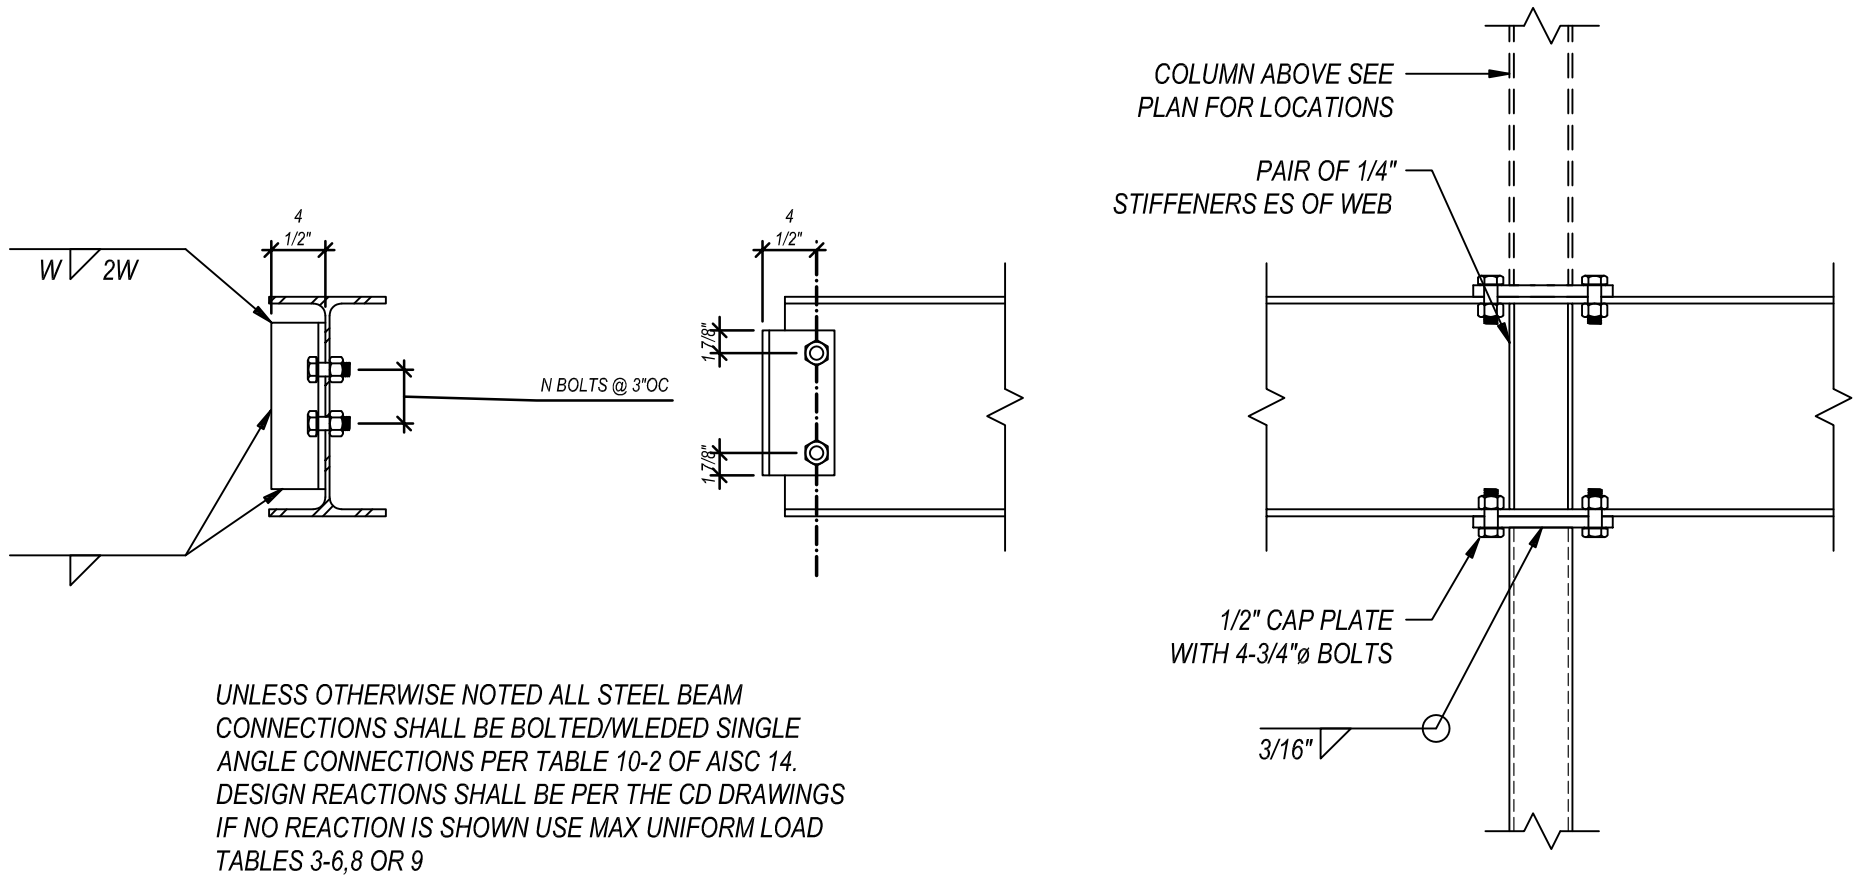 4
1/2"
W 2W
N BOLTS @ 3"OC
4
1/2"
1 7/8"
1 7/8"
COLUMN ABOVE SEE
PLAN FOR LOCATIONS
PAIR OF 1/4"
STIFFENERS ES OF WEB
1/2" CAP PLATE
WITH 4-3/4"ø BOLTS
3/16"
UNLESS OTHERWISE NOTED ALL STEEL BEAM
CONNECTIONS SHALL BE BOLTED/WLEDED SINGLE
ANGLE CONNECTIONS PER TABLE 10-2 OF AISC 14.
DESIGN REACTIONS SHALL BE PER THE CD DRAWINGS
IF NO REACTION IS SHOWN USE MAX UNIFORM LOAD
TABLES 3-6,8 OR 9